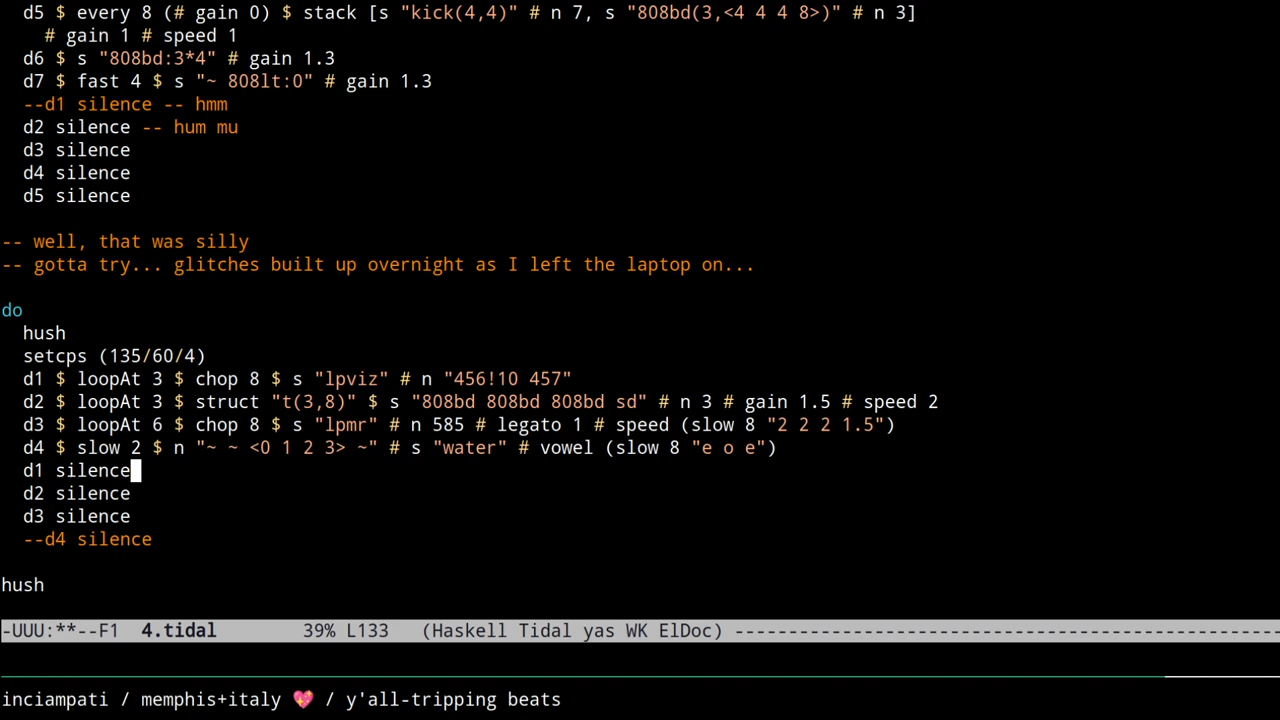 d5 $ every 8 (# gain 0) $ stack [s "kick(4,4)" # n 7, s "808bd(3,<4 4 4 8>)" # n 3]
# gain 1 # speed 1
d6 $ s "808bd:3*4" # gain 1.3
d7 $ fast 4 $ s "~ 808lt:0" # gain 1.3
--d1 silence -- hmm
d2 silence -- hum mu
d3 silence
d4 silence
d5 silence
-- well, that was silly
-- gotta try... glitches built up overnight as I left the laptop on...
do
hush
setcps (135/60/4)
d1 $ loopAt 3 $ chop 8 $ s "lpviz" # n "456!10 457"
d2 $ loopAt 3 $ struct "t(3,8)" $ s "808bd 808bd 808bd sd" # n 3 # gain 1.5 # speed 2
d3 $ loopAt 6 $ chop 8 $ s "lpmr" # n 585 # legato 1 # speed (slow 8 "2 2 2 1.5")
d4 $ slow 2 $ n "~ ~ <0 1 2 3> ~" # s "water" # vowel (slow 8 "e o e")
d1 silence
d2 silence
d3 silence
--d4 silence
hush
-UUU:**--F1  4.tidal        39% L133   (Haskell Tidal yas WK ElDoc) ---------------------------------------------------
inciampati / memphis+italy 💖 / y'all-tripping beats